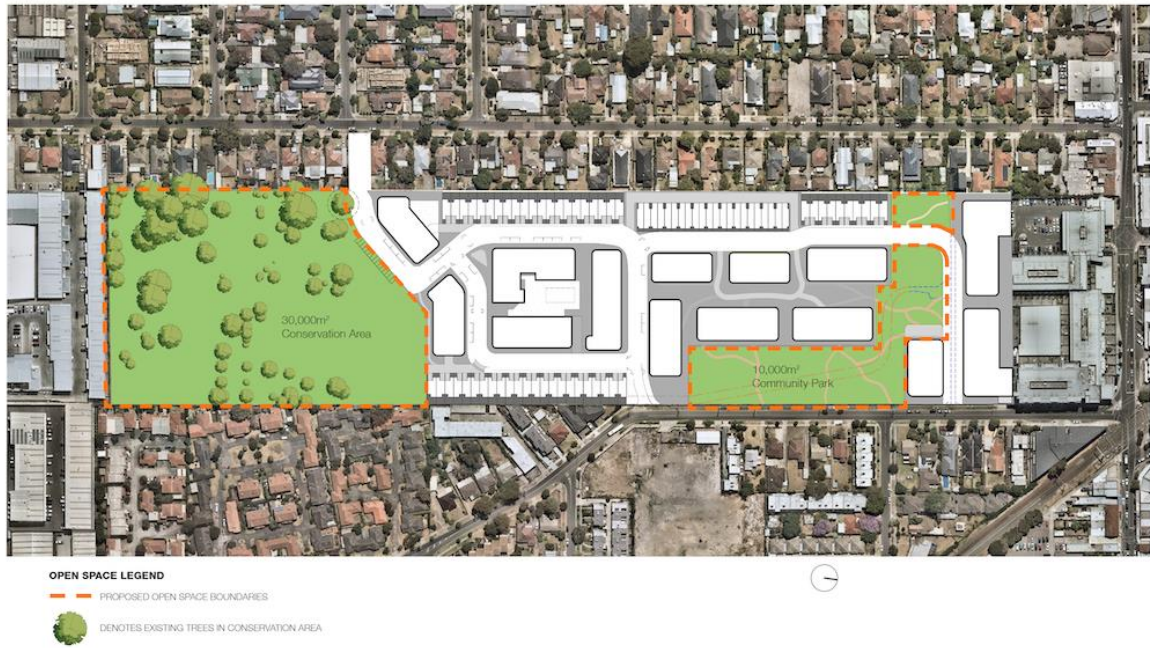 30,000m²
Conservation Area
10,000m²
Community Park
OPEN SPACE LEGEND
PROPOSED OPEN SPACE BOUNDARIES
DENOTES EXISTING TREES IN CONSERVATION AREA